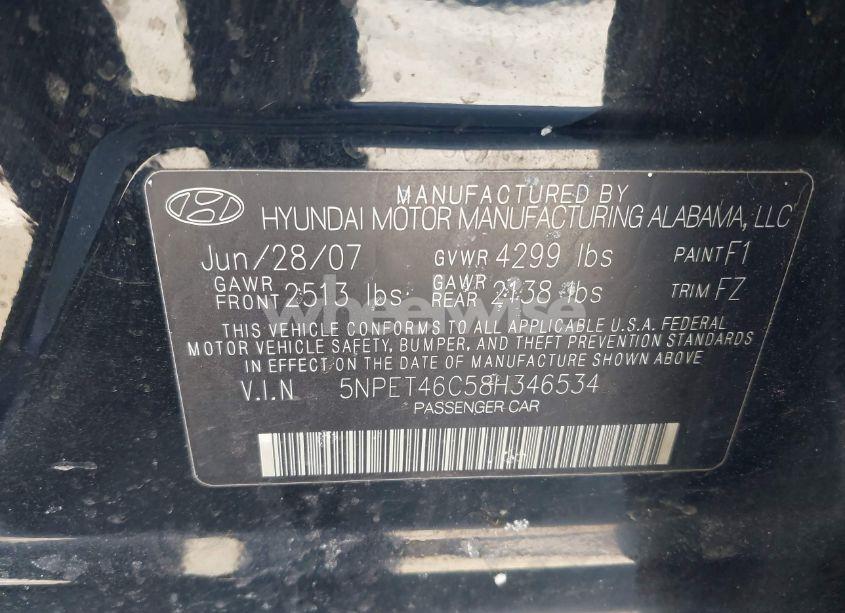 MANUFACTURED BY
HYUNDAI MOTOR MANUFACTURING ALABAMA, LLC
Jun/28/07 GVWR 4299 lbs PAINT F1
GAWR FRONT 2513 lbs GAWR REAR 2138 lbs TRIM FZ
wheelwise
THIS VEHICLE CONFORMS TO ALL APPLICABLE U.S.A. FEDERAL
MOTOR VEHICLE SAFETY, BUMPER, AND THEFT PREVENTION STANDARDS
IN EFFECT ON THE DATE OF MANUFACTURE SHOWN ABOVE
V.I.N 5NPET46C58H346534
PASSENGER CAR